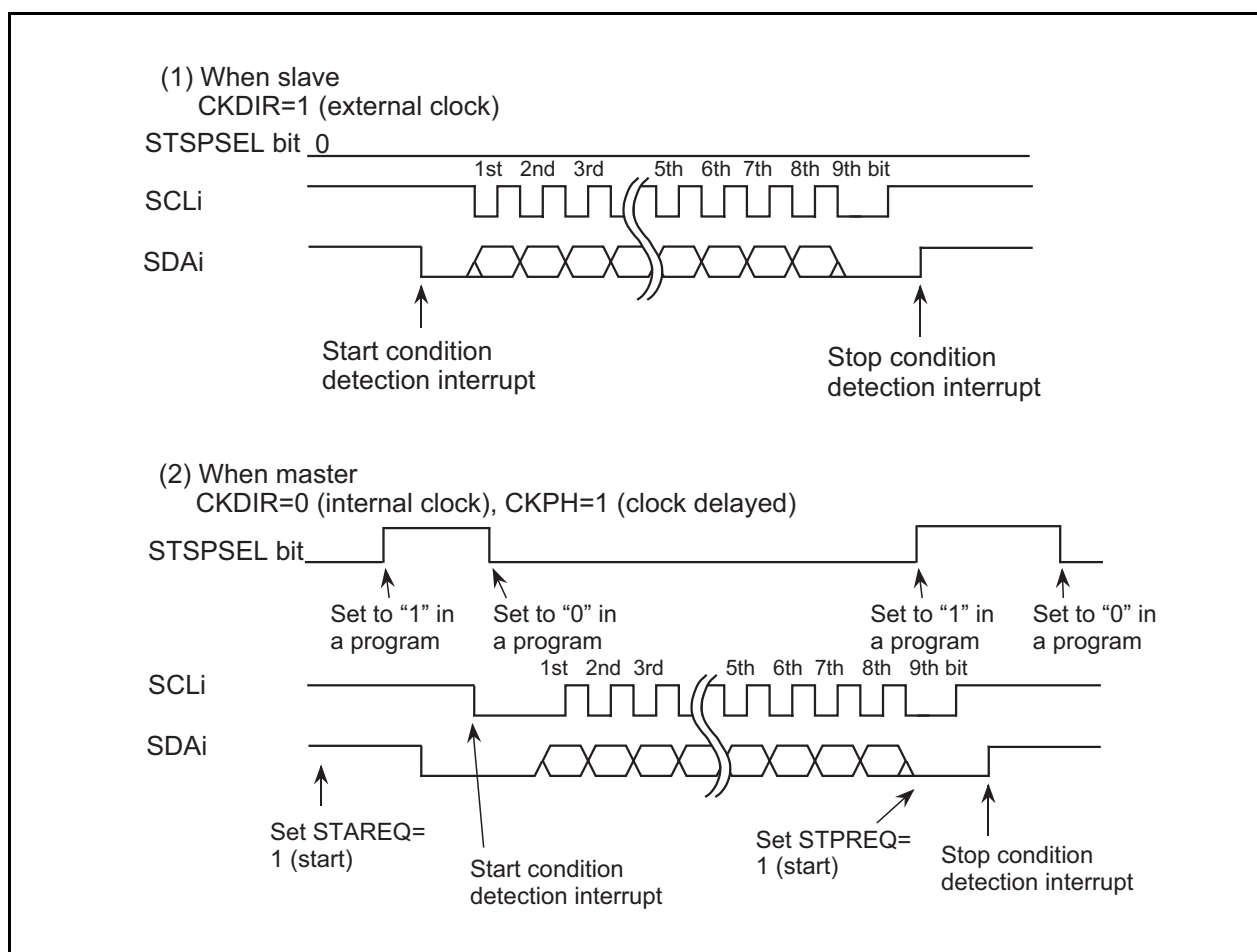 (1) When slave
CKDIR=1 (external clock)
STSPSEL bit 0
1st 2nd 3rd 5th 6th 7th 8th 9th bit
SCLi
SDAi
Start condition
detection interrupt
Stop condition
detection interrupt
(2) When master
CKDIR=0 (internal clock), CKPH=1 (clock delayed)
STSPSEL bit
Set to “1” in
a program
Set to “0” in
a program
Set to “1” in
a program
Set to “0” in
a program
1st 2nd 3rd 5th 6th 7th 8th 9th bit
SCLi
SDAi
Set STAREQ=
1 (start)
Start condition
detection interrupt
Set STPREQ=
1 (start)
Stop condition
detection interrupt